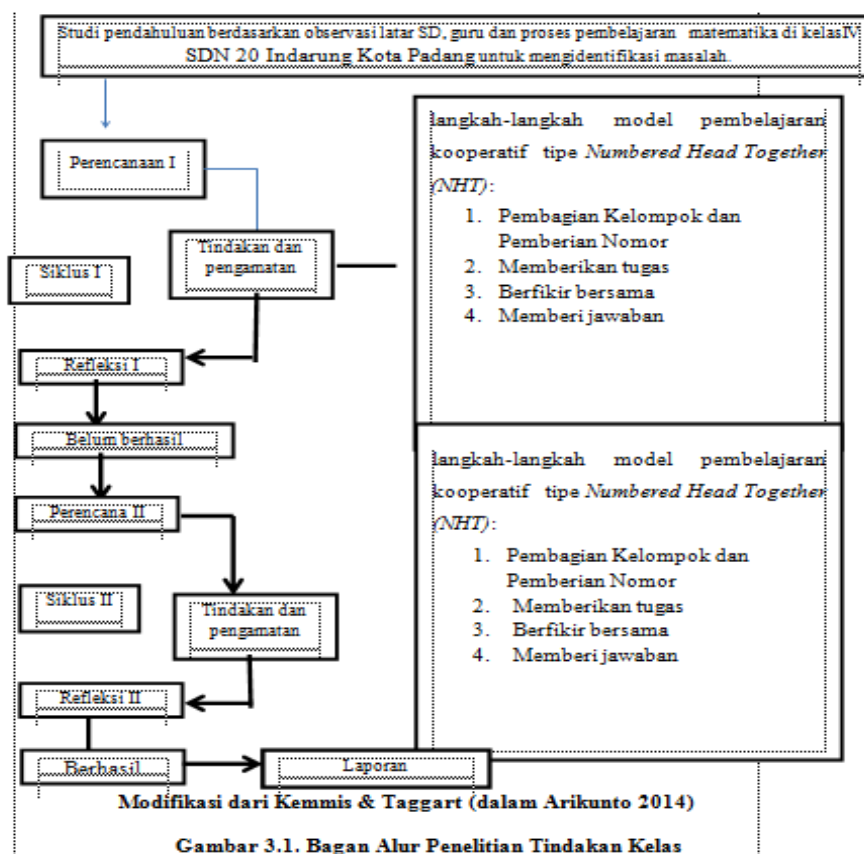 Studi pendahuluan berdasarkan observasi latar SD, guru dan proses pembelajaran matematika di kelasIV
SDN 20 Indarung Kota Padang untuk mengidentifikasi masalah.
Perencanaan I
Tindakan dan
pengamatan
Siklus I
Refleksi I
Belum berhasil
langkah-langkah model pembelajaran
kooperatif tipe Numbered Head Together
(NHT):
1. Pembagian Kelompok dan
Pemberian Nomor
2. Memberikan tugas
3. Berfikir bersama
4. Memberi jawaban
Perencana II
Siklus II
Tindakan dan
pengamatan
Refleksi II
Berhasil
Laporan
langkah-langkah model pembelajaran
kooperatif tipe Numbered Head Together
(NHT):
1. Pembagian Kelompok dan
Pemberian Nomor
2. Memberikan tugas
3. Berfikir bersama
4. Memberi jawaban
Modifikasi dari Kemmis & Taggart (dalam Arikunto 2014)
Gambar 3.1. Bagan Alur Penelitian Tindakan Kelas